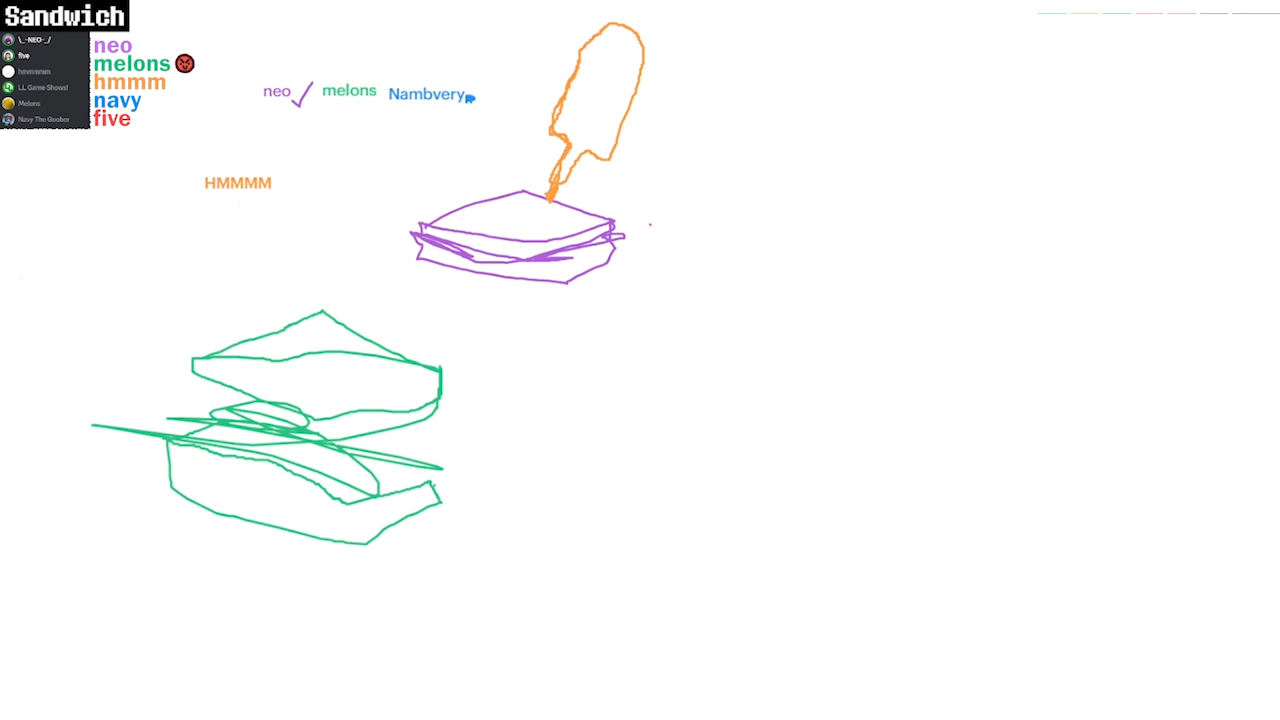 Sandwich
\_-NEO-_/
five
hmmmmm
LL Game Shows!
Melons
Navy The Goober
neo
melons
hmmm
navy
five
neo melons Nambvery
HMMMM